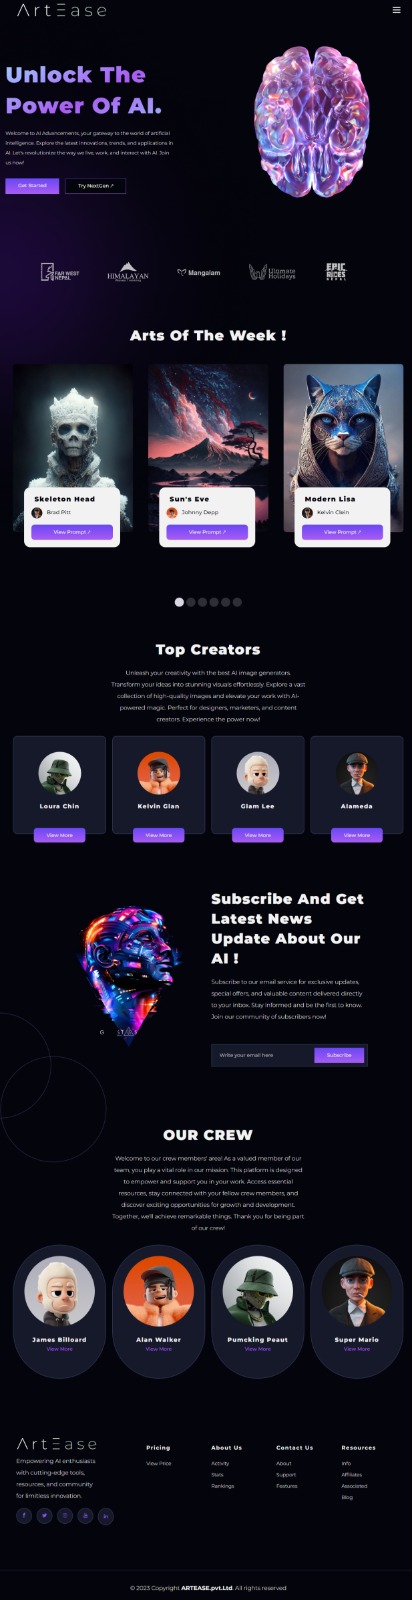 ArtEase
Unlock The
Power Of AI.
Welcome to AI Advancements, your gateway to the world of artificial
intelligence. Explore the latest innovations, trends, and applications in
AI. Let's revolutionize the way we live, work, and interact with AI. Join
us now!
Get Started
Try NextGen ↗
FAR WEST
NEPAL
HIMALAYAN
Mangalam
Ultimate
Holidays
EPIC
RIDES
NEPAL
Arts Of The Week !
Skeleton Head
Brad Pitt
View Prompt ↗
Sun's Eve
Johnny Depp
View Prompt ↗
Modern Lisa
Kelvin Clein
View Prompt ↗
Top Creators
Unleash your creativity with the best AI image generators.
Transform your ideas into stunning visuals effortlessly. Explore a vast
collection of high-quality images and elevate your work with AI-
powered magic. Perfect for designers, marketers, and content
creators. Experience the power now!
Loura Chin
View More
Kelvin Gian
View More
Glam Lee
View More
Alameda
View More
Subscribe And Get
Latest News
Update About Our
AI !
Subscribe to our email service for exclusive updates,
special offers, and valuable content delivered directly
to your inbox. Stay informed and be the first to know.
Join our community of subscribers now!
Write your email here
Subscribe
OUR CREW
Welcome to our crew members' area! As a valued member of our
team, you play a vital role in our mission. This platform is designed
to empower and support you in your work. Access essential
resources, stay connected with your fellow crew members, and
discover exciting opportunities for growth and development.
Together, we'll achieve remarkable things. Thank you for being part
of our crew!
James Billoard
View More
Alan Walker
View More
Pumcking Peaut
View More
Super Mario
View More
ArtEase
Empowering AI enthusiasts
with cutting-edge tools,
resources, and community
for limitless innovation.
Pricing
View Price
About Us
Activity
Stats
Rankings
Contact Us
About
Support
Features
Resources
Info
Affiliates
Associated
Blog
© 2023 Copyright ARTEASE.pvt.Ltd. All rights reserved